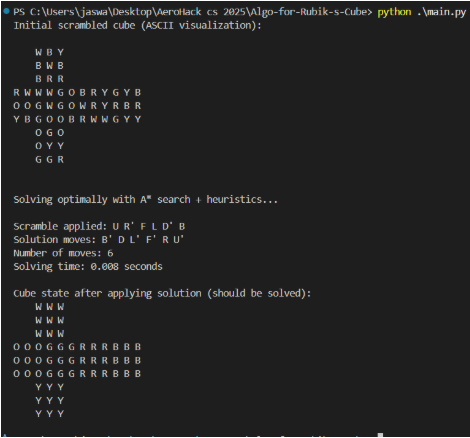 PS C:\Users\jaswa\Desktop\AeroHack cs 2025\Algo-for-Rubik-s-Cube> python .\main.py
Initial scrambled cube (ASCII visualization):
W B Y
B W B
B R R
R W W W G O B R Y G Y B
O O G W G O W R Y R B R
Y B G O O B R W W G Y Y
O G O
O Y Y
G G R
Solving optimally with A* search + heuristics...
Scramble applied: U R' F L D' B
Solution moves: B' D L' F' R U'
Number of moves: 6
Solving time: 0.008 seconds
Cube state after applying solution (should be solved):
W W W
W W W
W W W
O O O G G G R R R B B B
O O O G G G R R R B B B
O O O G G G R R R B B B
Y Y Y
Y Y Y
Y Y Y